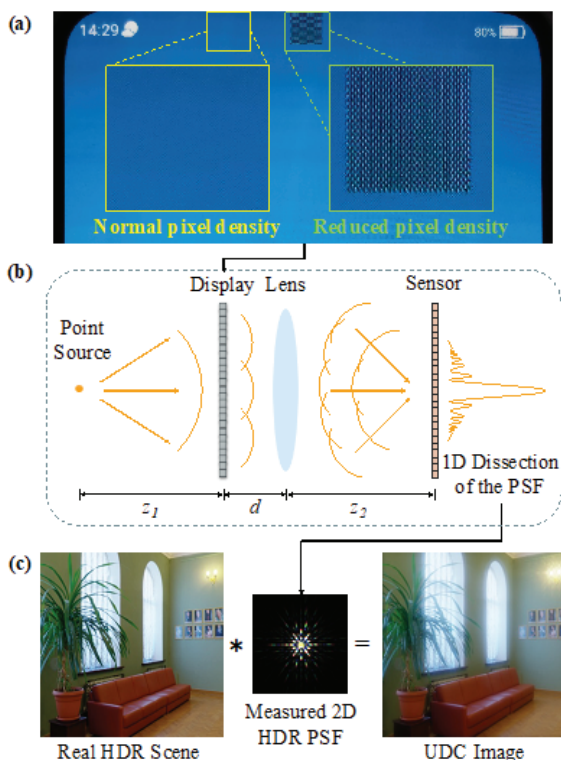 (a)
14:29
80%
Normal pixel density
Reduced pixel density
(b)
Display Lens
Sensor
Point
Source
1D Dissection
of the PSF
z1
d
z2
(c)
*
=
Measured 2D
HDR PSF
Real HDR Scene
UDC Image